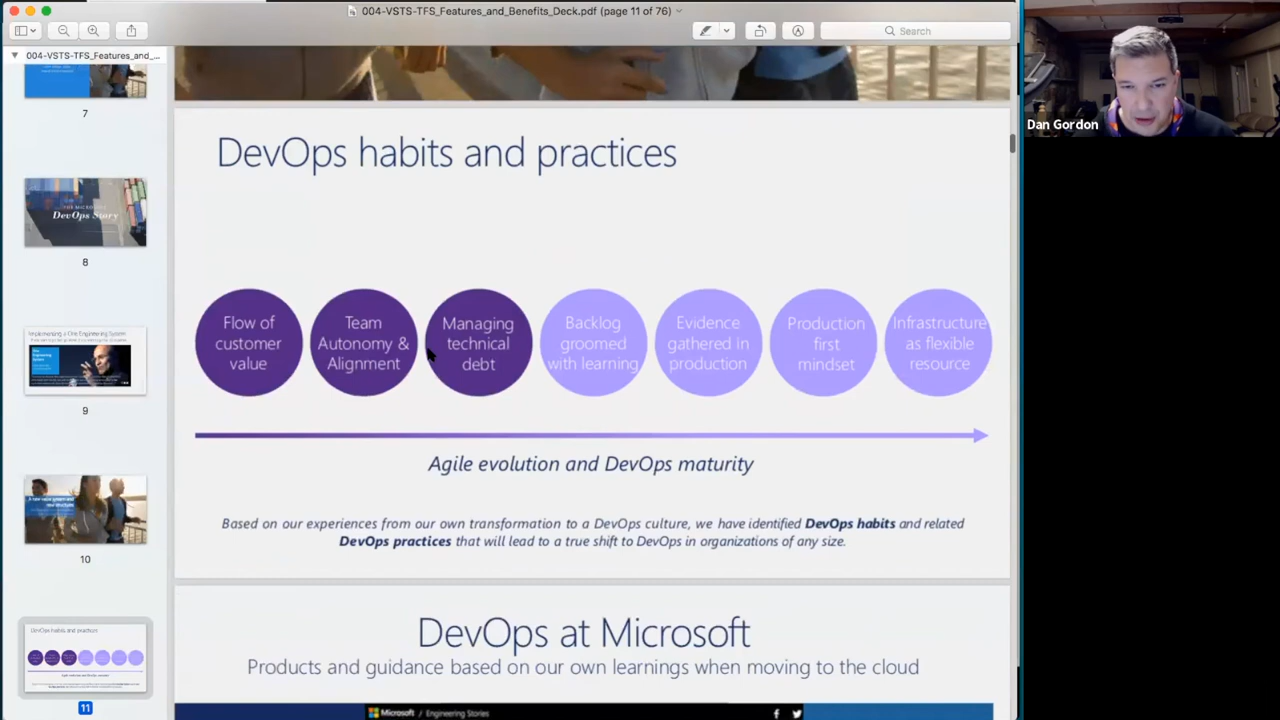 004-VSTS-TFS_Features_and_Benefits_Deck.pdf (page 11 of 76)
Search
004-VSTS-TFS_Features_and_...
7
DevOps Story
8
Implementing a One Engineering System
9
10
DevOps habits and practices
11
DevOps habits and practices
Flow of
customer
value
Team
Autonomy &
Alignment
Managing
technical
debt
Backlog
groomed
with learning
Evidence
gathered in
production
Production
first
mindset
Infrastructure
as flexible
resource
Agile evolution and DevOps maturity
Based on our experiences from our own transformation to a DevOps culture, we have identified DevOps habits and related
DevOps practices that will lead to a true shift to DevOps in organizations of any size.
DevOps at Microsoft
Products and guidance based on our own learnings when moving to the cloud
Microsoft / Engineering Stories
Dan Gordon